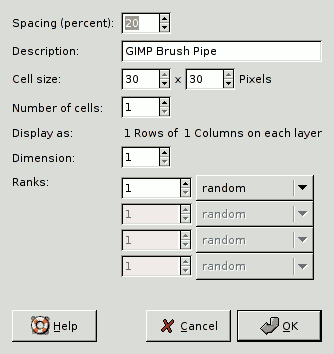 Spacing (percent): 20
Description: GIMP Brush Pipe
Cell size: 30 x 30 Pixels
Number of cells: 1
Display as: 1 Rows of 1 Columns on each layer
Dimension: 1
Ranks: 1 random
1 random
1 random
1 random
Help Cancel OK